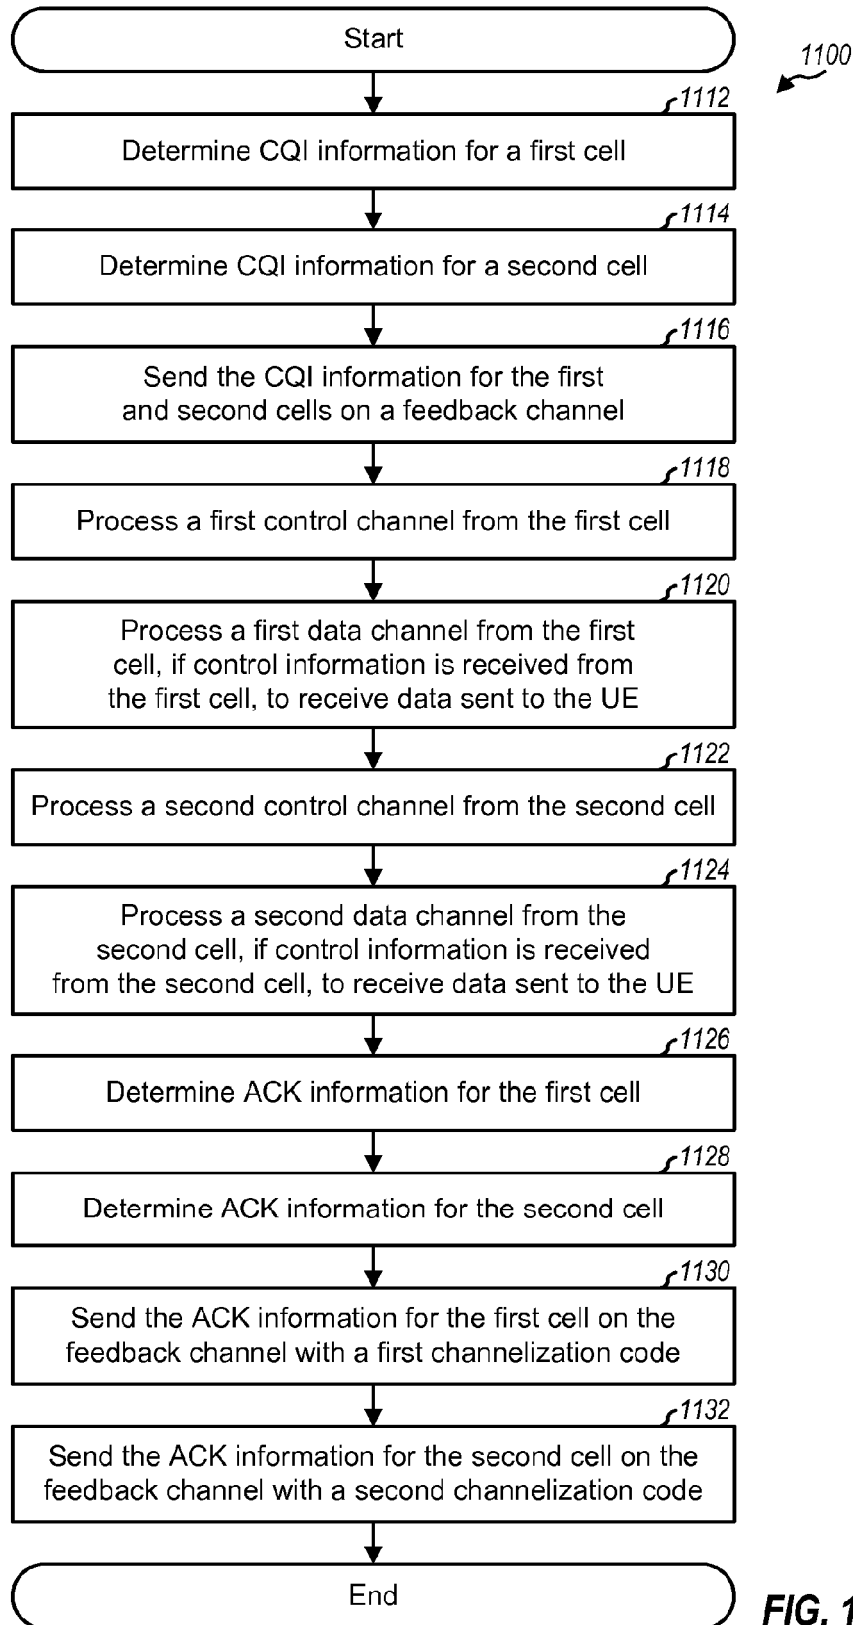 Start
1100
1112
Determine CQI information for a first cell
1114
Determine CQI information for a second cell
1116
Send the CQI information for the first
and second cells on a feedback channel
1118
Process a first control channel from the first cell
1120
Process a first data channel from the first
cell, if control information is received from
the first cell, to receive data sent to the UE
1122
Process a second control channel from the second cell
1124
Process a second data channel from the
second cell, if control information is received
from the second cell, to receive data sent to the UE
1126
Determine ACK information for the first cell
1128
Determine ACK information for the second cell
1130
Send the ACK information for the first cell on the
feedback channel with a first channelization code
1132
Send the ACK information for the second cell on the
feedback channel with a second channelization code
End
FIG. 1